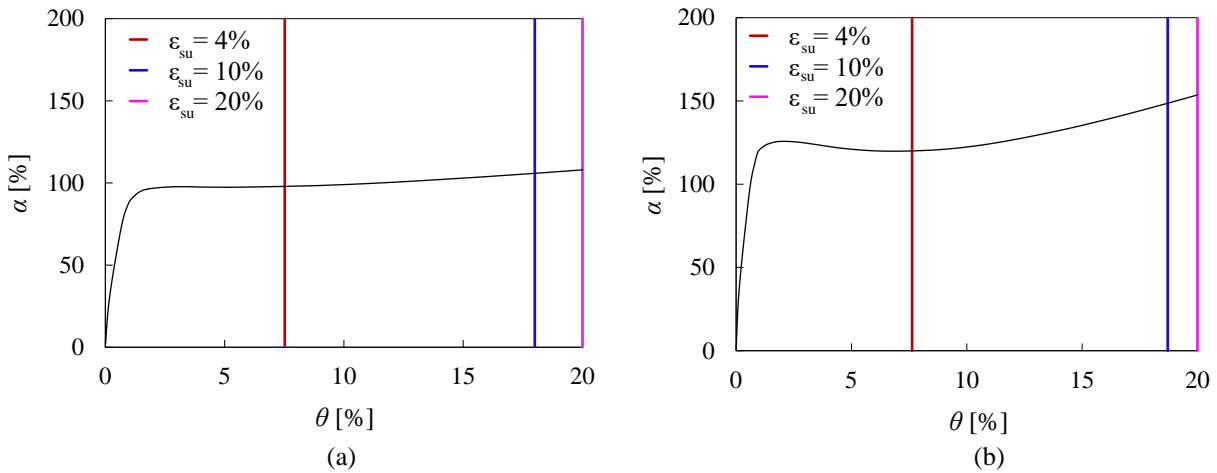 200
ε_su = 4%
ε_su = 10%
ε_su = 20%
150
α [%]
100
50
0
0 5 10 15 20
θ [%]
(a)
200
ε_su = 4%
ε_su = 10%
ε_su = 20%
150
α [%]
100
50
0
0 5 10 15 20
θ [%]
(b)